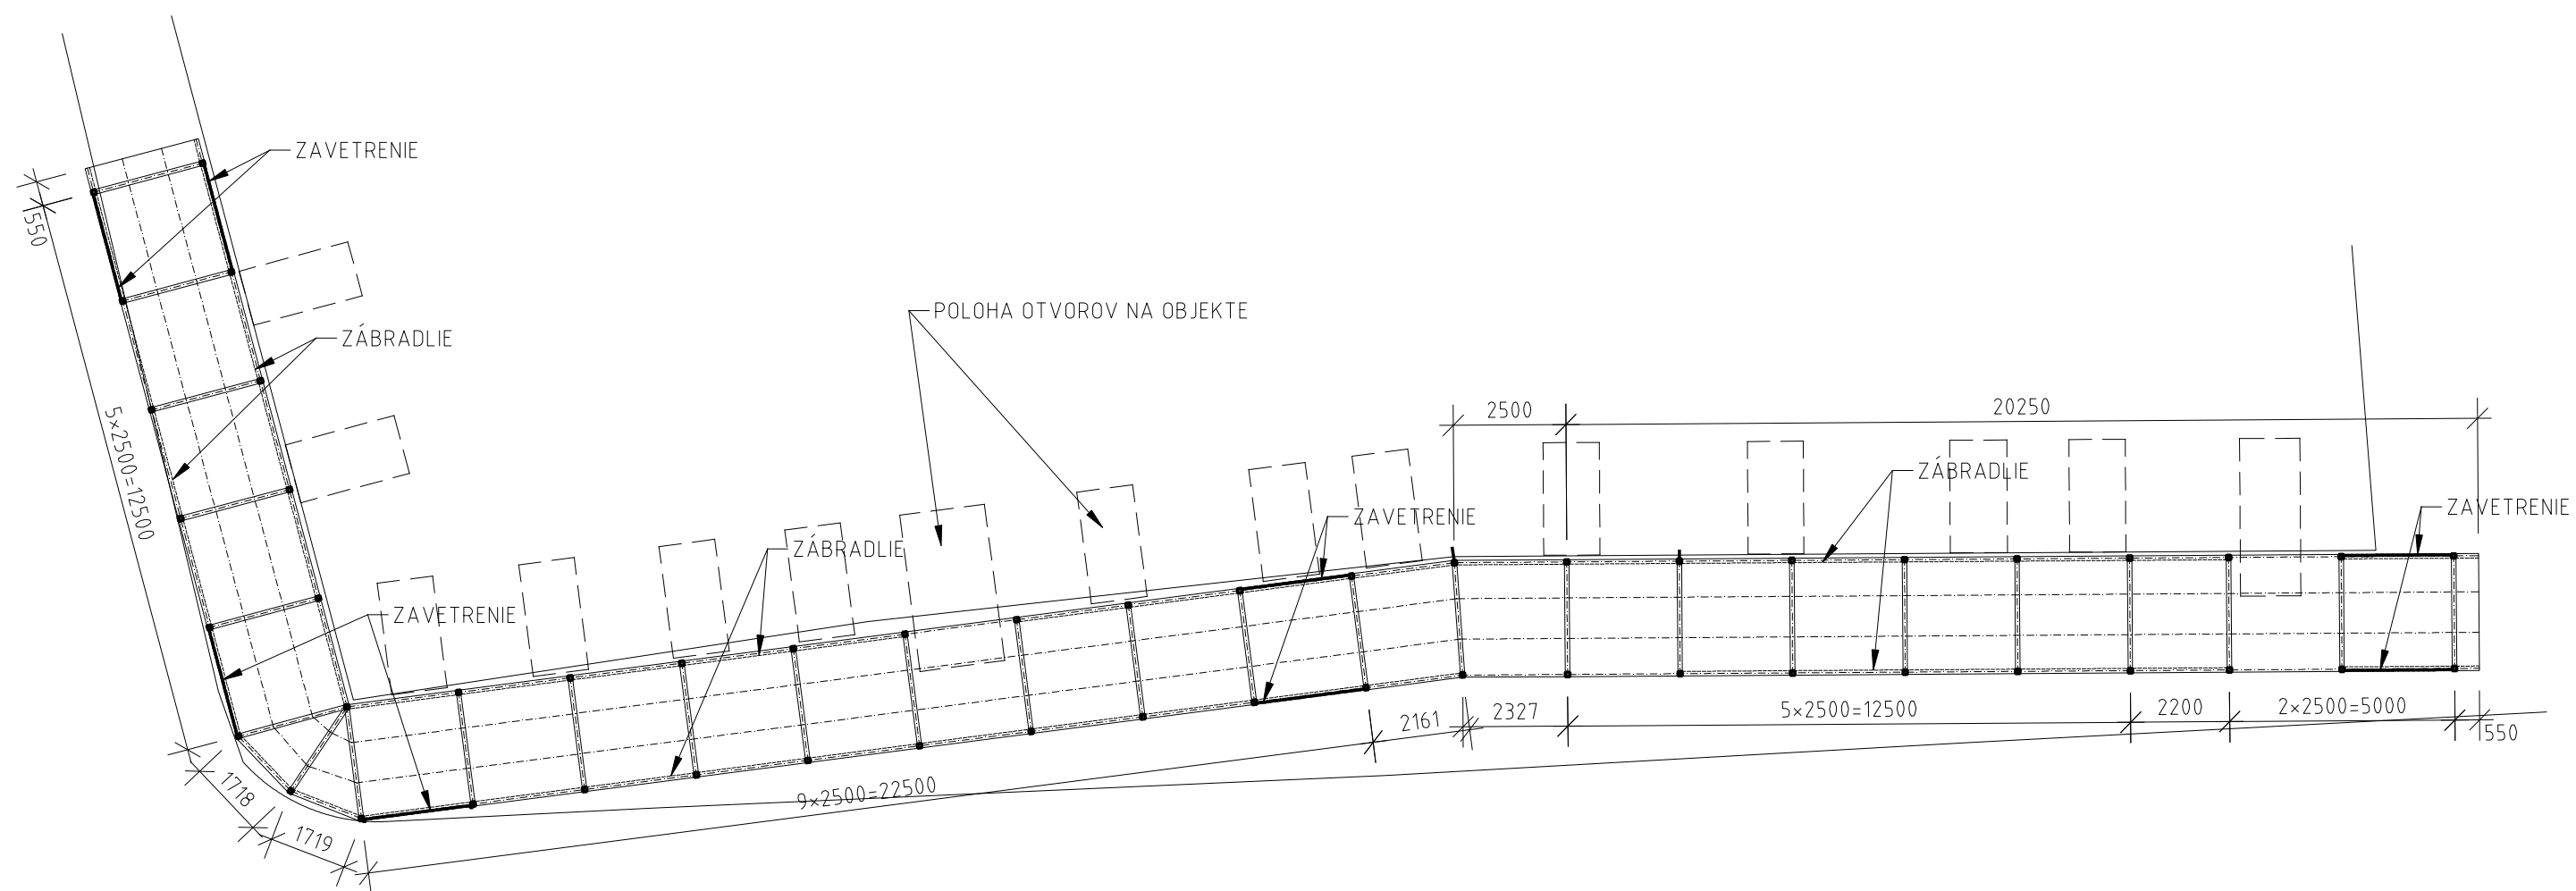 ZAVETRENIE
550
ZÁBRADLIE
POLOHA OTVOROV NA OBJEKTE
5×2500=12500
2500
20250
ZÁBRADLIE
ZAVETRENIE
ZAVETRENIE
ZÁBRADLIE
ZAVETRENIE
2161
2327
5×2500=12500
2200
2×2500=5000
550
9×2500=22500
1718
1719